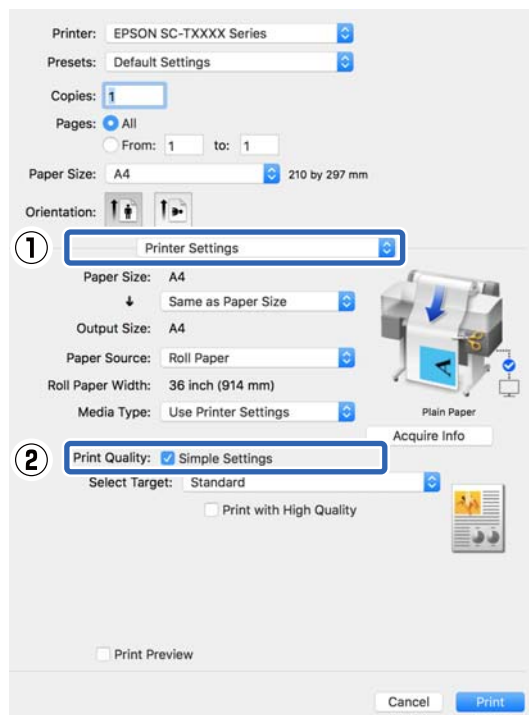 Printer: EPSON SC-TXXXX Series
Presets: Default Settings
Copies: 1
Pages: All
From: 1 to: 1
Paper Size: A4 210 by 297 mm
Orientation:
① Printer Settings
Paper Size: A4
Same as Paper Size
Output Size: A4
Paper Source: Roll Paper
Roll Paper Width: 36 inch (914 mm)
Media Type: Use Printer Settings
Plain Paper
Acquire Info
② Print Quality: Simple Settings
Select Target: Standard
Print with High Quality
Print Preview
Cancel Print